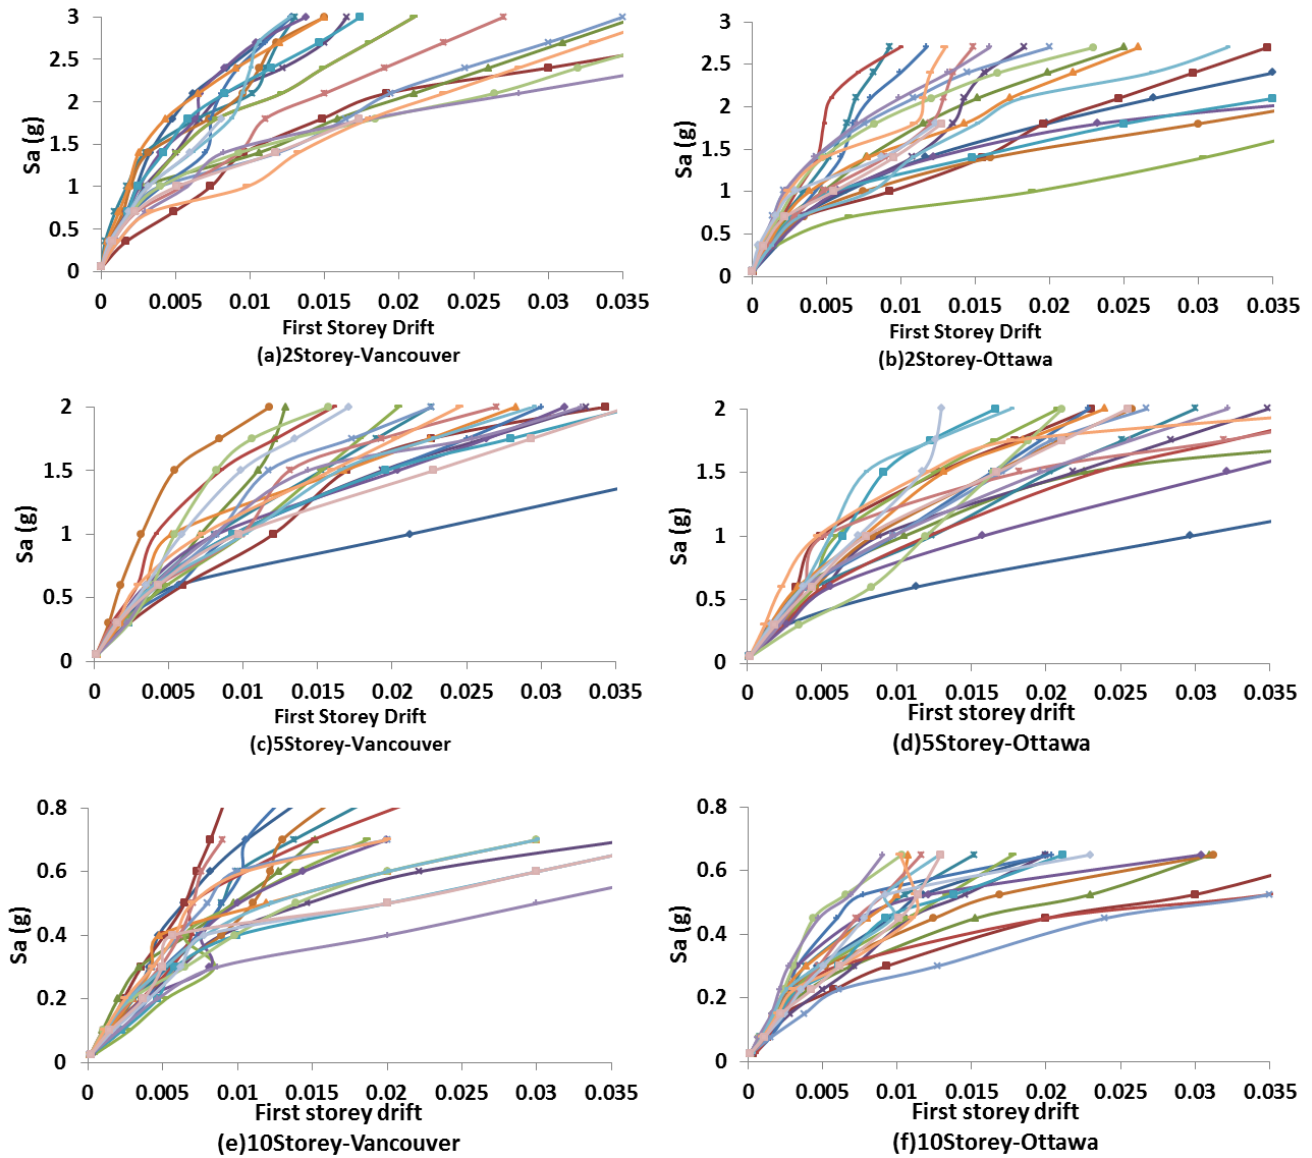 Sa (g)
3
2.5
2
1.5
1
0.5
0
0 0.005 0.01 0.015 0.02 0.025 0.03 0.035
First Storey Drift
(a)2Storey-Vancouver
Sa (g)
3
2.5
2
1.5
1
0.5
0
0 0.005 0.01 0.015 0.02 0.025 0.03 0.035
First Storey Drift
(b)2Storey-Ottawa
Sa (g)
2
1.5
1
0.5
0
0 0.005 0.01 0.015 0.02 0.025 0.03 0.035
First Storey Drift
(c)5Storey-Vancouver
Sa (g)
2
1.5
1
0.5
0
0 0.005 0.01 0.015 0.02 0.025 0.03 0.035
First storey drift
(d)5Storey-Ottawa
Sa (g)
0.8
0.6
0.4
0.2
0
0 0.005 0.01 0.015 0.02 0.025 0.03 0.035
First storey drift
(e)10Storey-Vancouver
Sa (g)
0.8
0.6
0.4
0.2
0
0 0.005 0.01 0.015 0.02 0.025 0.03 0.035
First storey drift
(f)10Storey-Ottawa